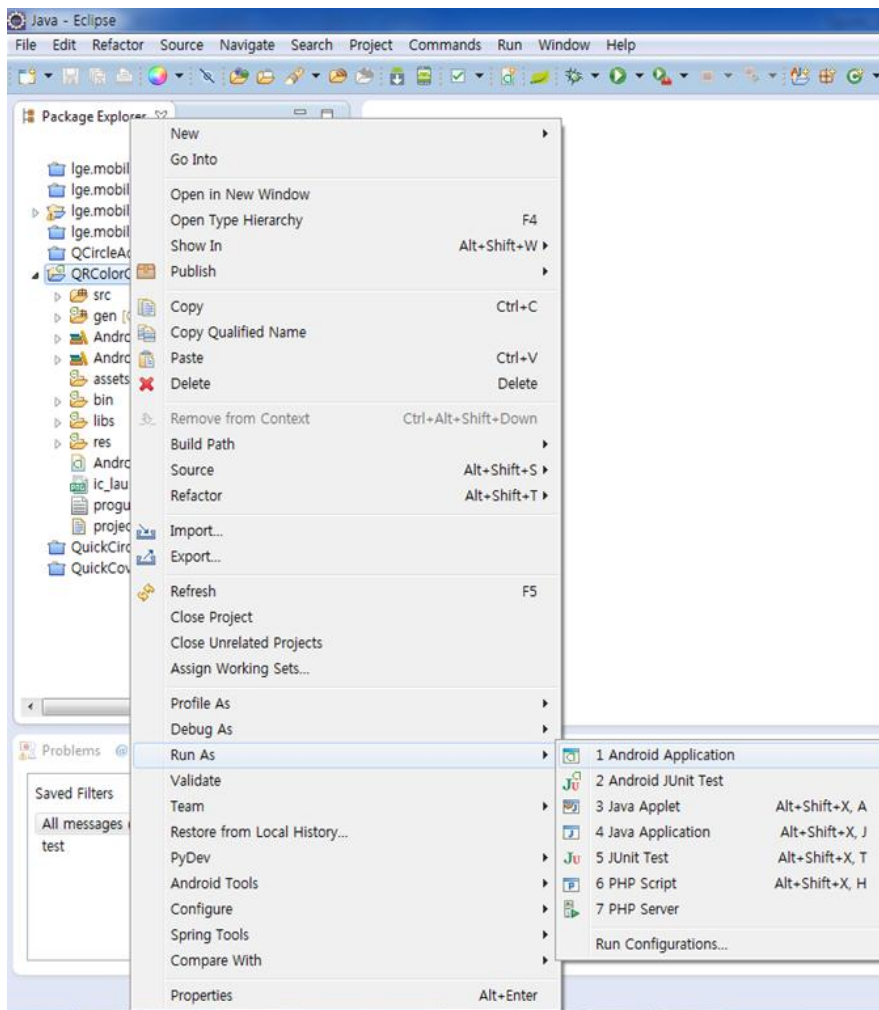 Java - Eclipse
File Edit Refactor Source Navigate Search Project Commands Run Window Help
Package Explorer
lge.mobil
lge.mobil
lge.mobil
lge.mobil
QCircleA
QRColor
src
gen
Andro
Andro
assets
bin
libs
res
Andro
ic_lau
progu
projec
QuickCirc
QuickCov
New
Go Into
Open in New Window
Open Type Hierarchy F4
Show In Alt+Shift+W
Publish
Copy Ctrl+C
Copy Qualified Name
Paste Ctrl+V
Delete Delete
Remove from Context Ctrl+Alt+Shift+Down
Build Path
Source Alt+Shift+S
Refactor Alt+Shift+T
Import...
Export...
Refresh F5
Close Project
Close Unrelated Projects
Assign Working Sets...
Profile As
Debug As
Run As
Validate
Team
Restore from Local History...
PyDev
Android Tools
Configure
Spring Tools
Compare With
Properties Alt+Enter
1 Android Application
2 Android JUnit Test
3 Java Applet Alt+Shift+X, A
4 Java Application Alt+Shift+X, J
5 JUnit Test Alt+Shift+X, T
6 PHP Script Alt+Shift+X, H
7 PHP Server
Run Configurations...
Problems @
Saved Filters
All messages
test